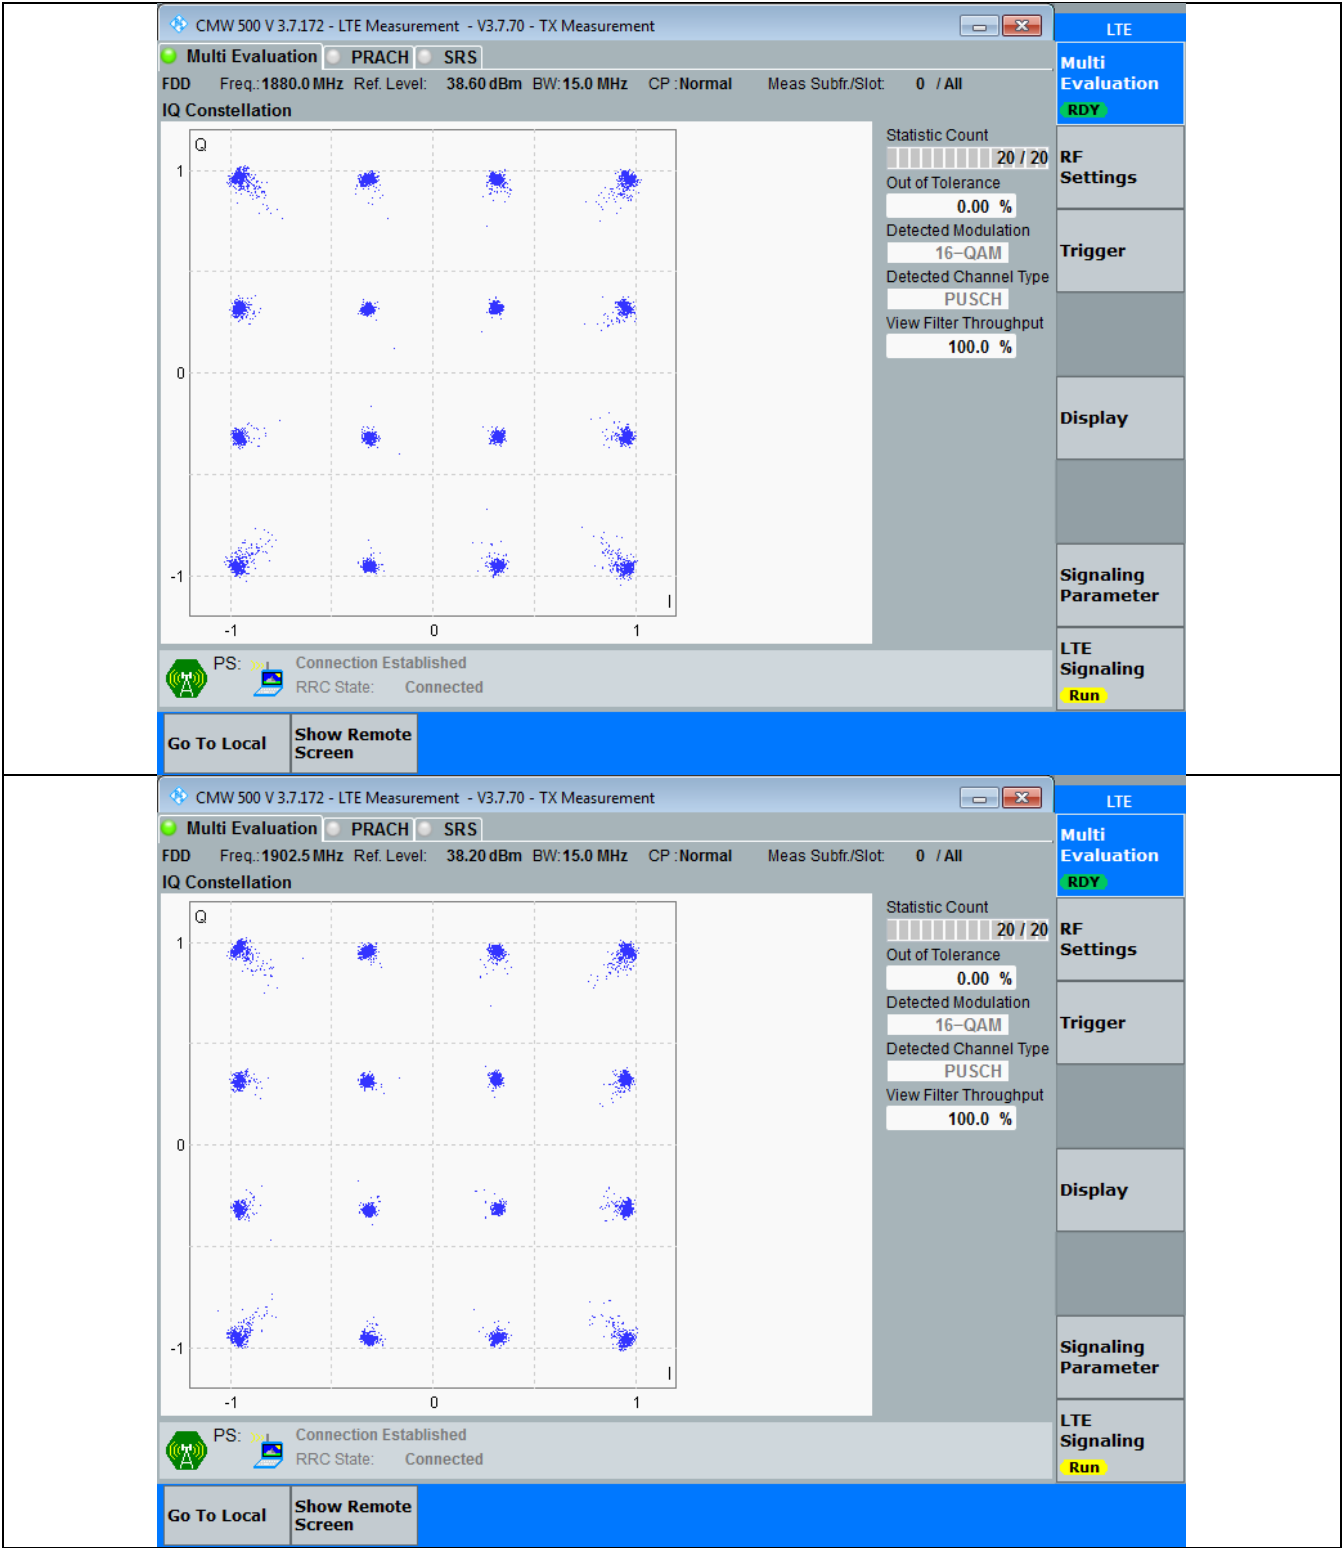 CMW 500 V 3.7.172 - LTE Measurement - V3.7.70 - TX Measurement
LTE
Multi Evaluation PRACH SRS
Multi
Evaluation
RDY
FDD Freq.:1880.0 MHz Ref. Level: 38.60 dBm BW:15.0 MHz CP :Normal Meas Subfr./Slot: 0 / All
IQ Constellation
Q
1
0
-1
I
-1 0 1
Statistic Count
20 / 20
Out of Tolerance
0.00 %
Detected Modulation
16-QAM
Detected Channel Type
PUSCH
View Filter Throughput
100.0 %
RF
Settings
Trigger
Display
Signaling
Parameter
LTE
Signaling
Run
PS: Connection Established
RRC State: Connected
Go To Local
Show Remote
Screen
CMW 500 V 3.7.172 - LTE Measurement - V3.7.70 - TX Measurement
LTE
Multi Evaluation PRACH SRS
Multi
Evaluation
RDY
FDD Freq.:1902.5 MHz Ref. Level: 38.20 dBm BW:15.0 MHz CP :Normal Meas Subfr./Slot: 0 / All
IQ Constellation
Q
1
0
-1
I
-1 0 1
Statistic Count
20 / 20
Out of Tolerance
0.00 %
Detected Modulation
16-QAM
Detected Channel Type
PUSCH
View Filter Throughput
100.0 %
RF
Settings
Trigger
Display
Signaling
Parameter
LTE
Signaling
Run
PS: Connection Established
RRC State: Connected
Go To Local
Show Remote
Screen